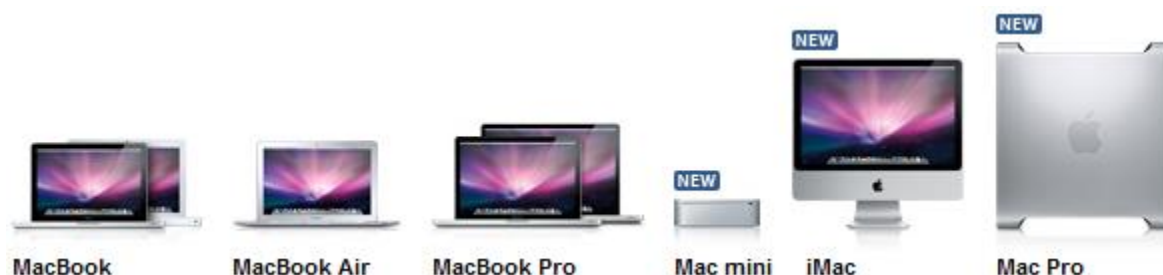 NEW
NEW
NEW
MacBook
MacBook Air
MacBook Pro
Mac mini
iMac
Mac Pro